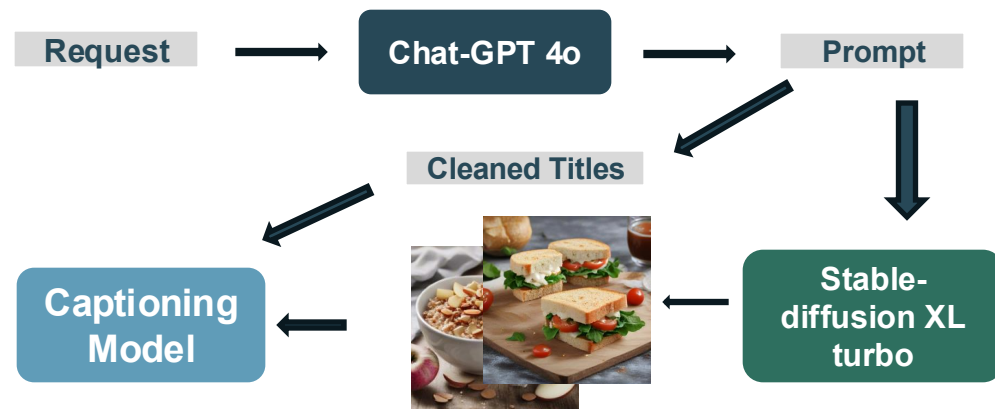 Request
Chat-GPT 4o
Prompt
Cleaned Titles
Captioning
Model
Stable-
diffusion XL
turbo